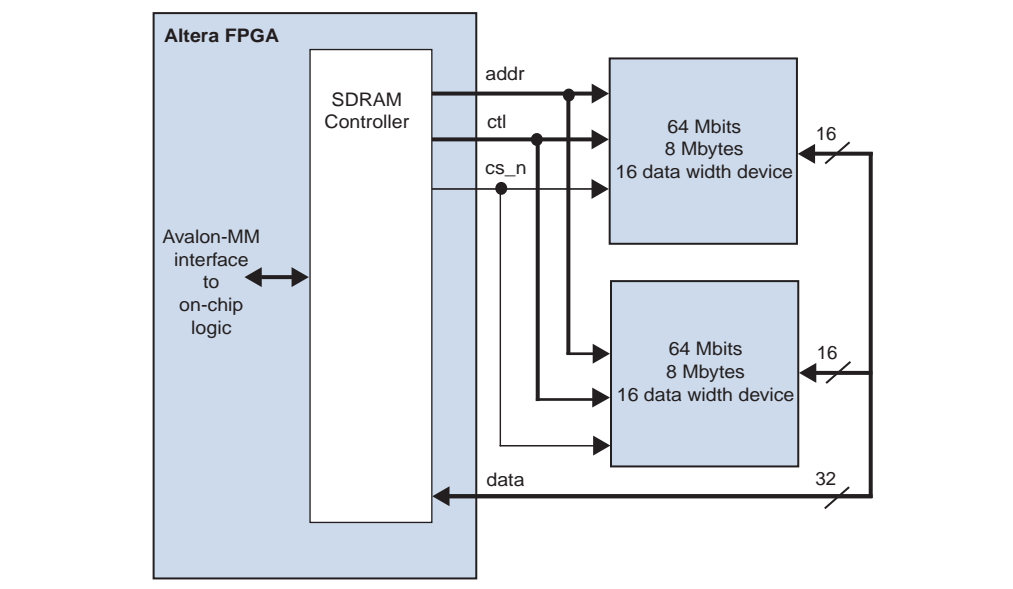 Altera FPGA
SDRAM
Controller
addr
ctl
cs_n
64 Mbits
8 Mbytes
16 data width device
16
Avalon-MM
interface
to
on-chip
logic
64 Mbits
8 Mbytes
16 data width device
16
data
32